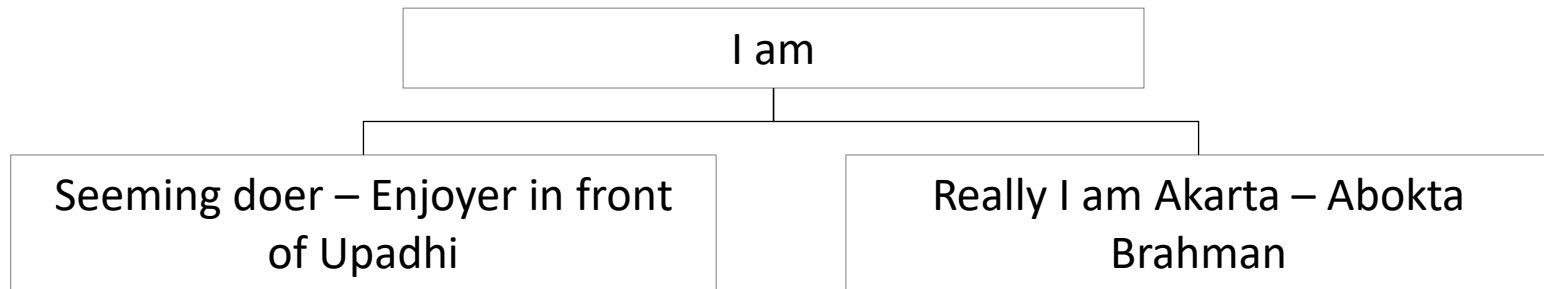 I am
Seeming doer – Enjoyer in front
of Upadhi
Really I am Akarta – Abokta
Brahman